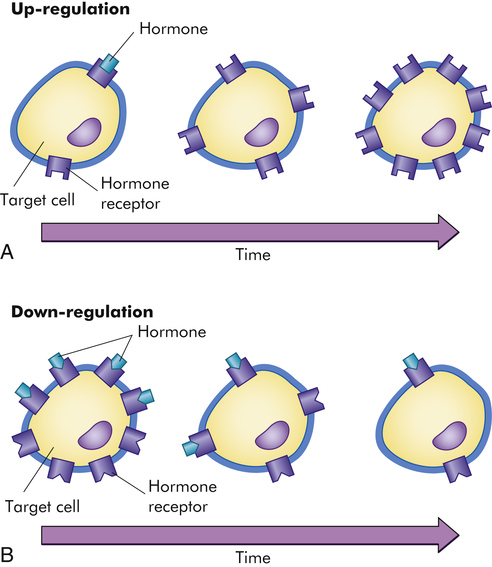 Up-regulation
Hormone
Target cell
Hormone
receptor
Time
A
Down-regulation
Hormone
Target cell
Hormone
receptor
Time
B